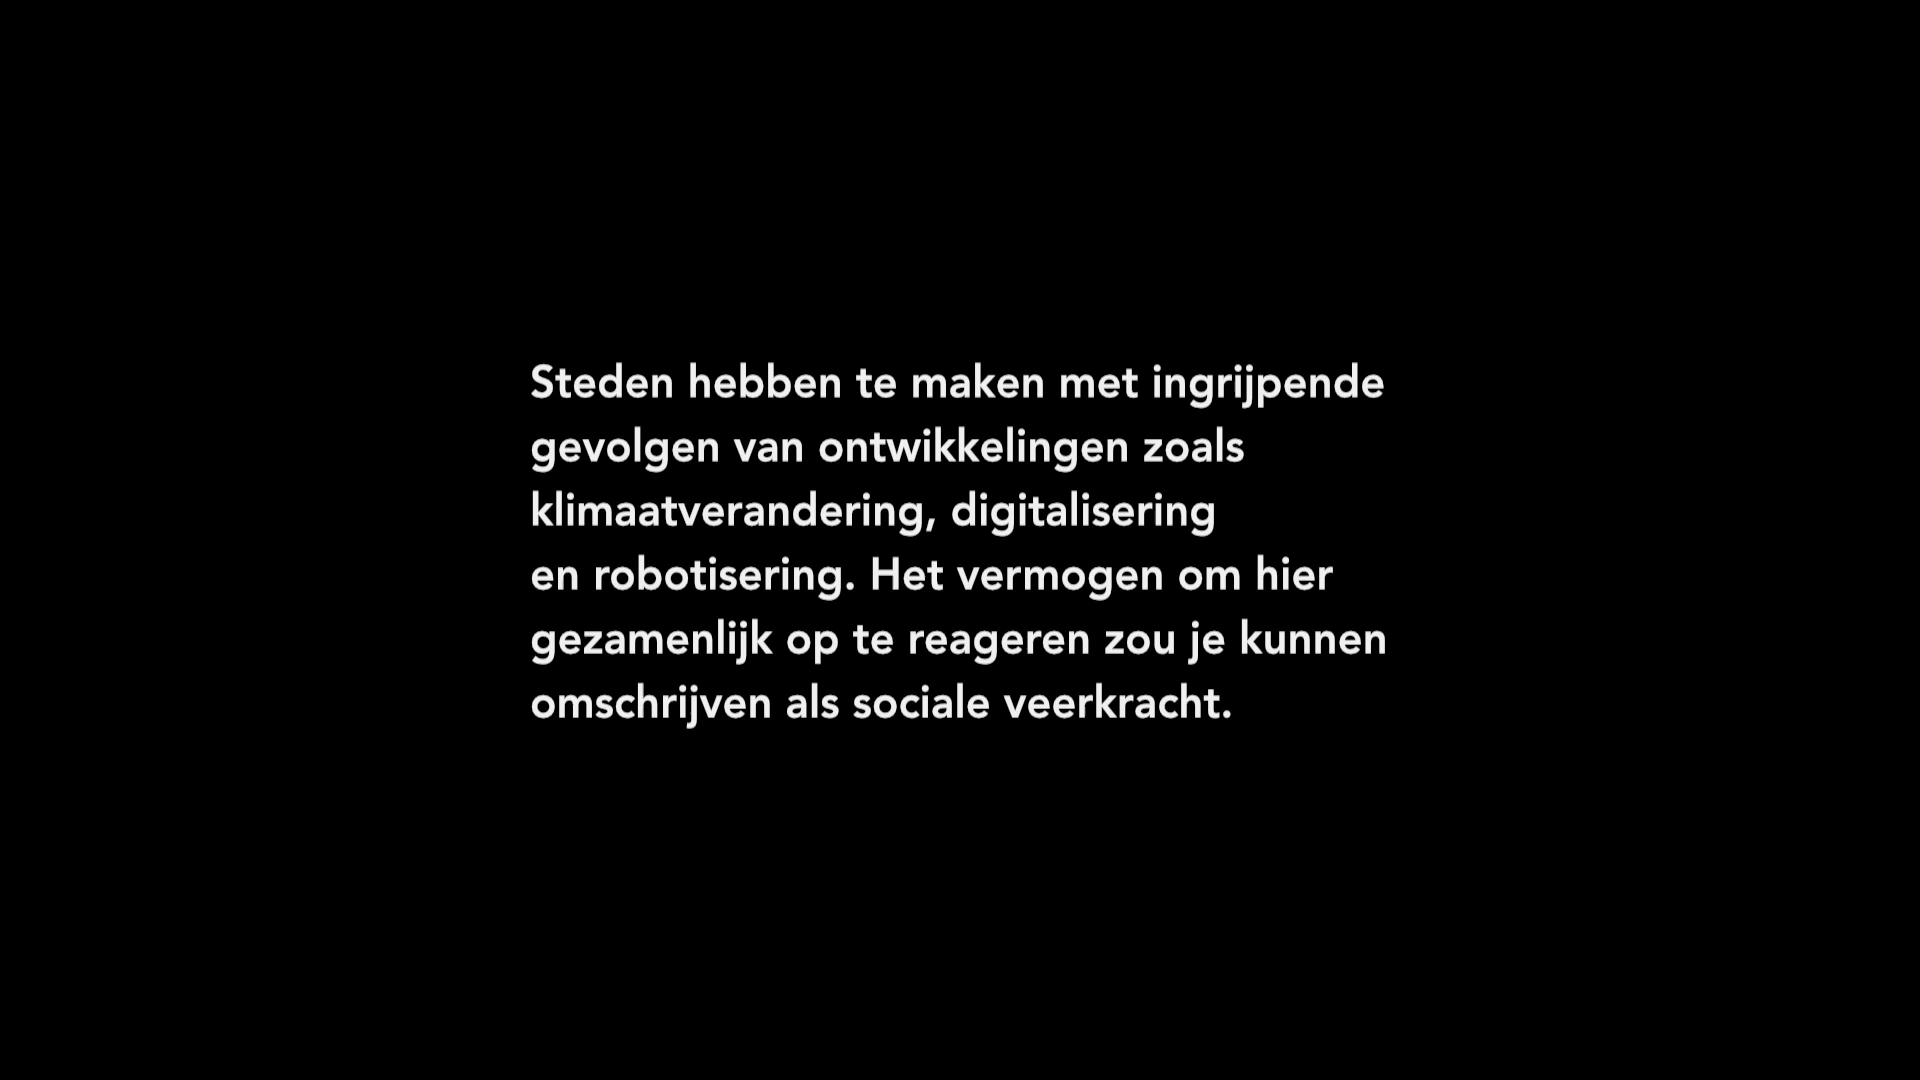 Steden hebben te maken met ingrijpende
gevolgen van ontwikkelingen zoals
klimaatverandering, digitalisering
en robotisering. Het vermogen om hier
gezamenlijk op te reageren zou je kunnen
omschrijven als sociale veerkracht.